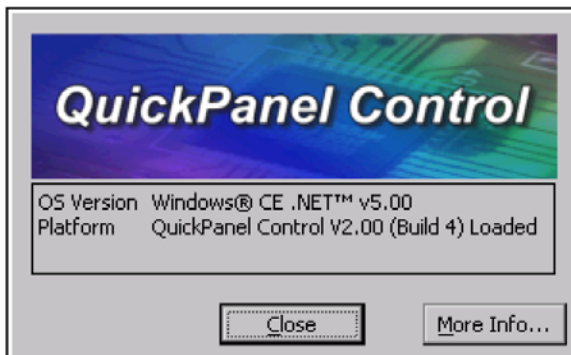 QuickPanel Control
OS Version Windows® CE .NET™ v5.00
Platform QuickPanel Control V2.00 (Build 4) Loaded
Close
More Info...